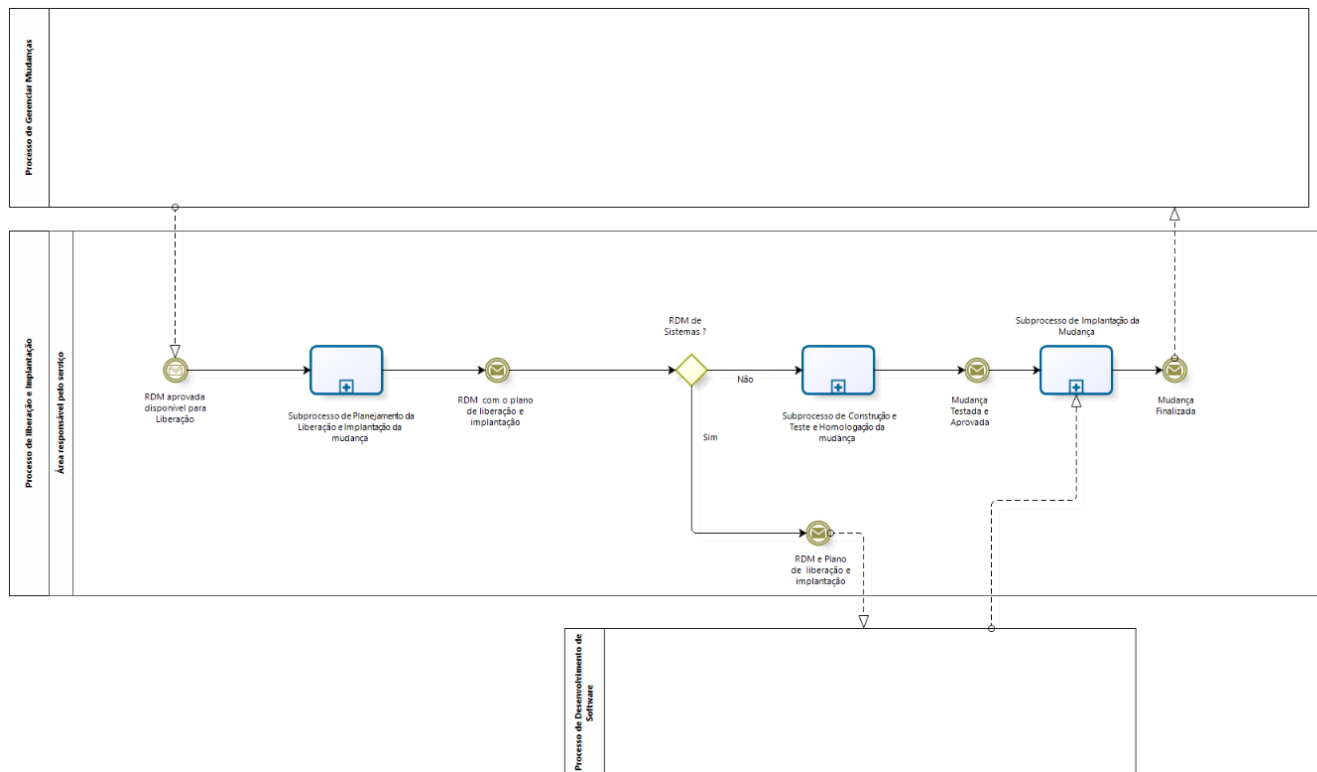 Processo de Gerenciar Mudanças
Processo de liberação e Implantação
Área responsável pelo serviço
RDM aprovada
disponível para
Liberação
Subprocesso de Planejamento da
Liberação e Implantação da
mudança
RDM com o plano
de liberação e
implantação
RDM de
Sistemas ?
Não
Sim
Subprocesso de Construção e
Teste e Homologação da
mudança
Mudança
Testada e
Aprovada
Subprocesso de Implantação da
Mudança
Mudança
Finalizada
RDM e Plano
de liberação e
implantação
Processo de Desenvolvimento de
Software